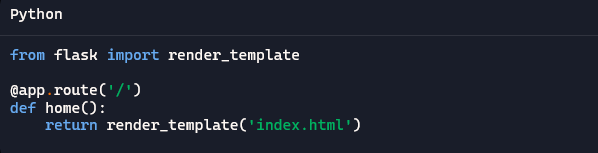 Python
from flask import render_template
@app.route('/')
def home():
    return render_template('index.html')